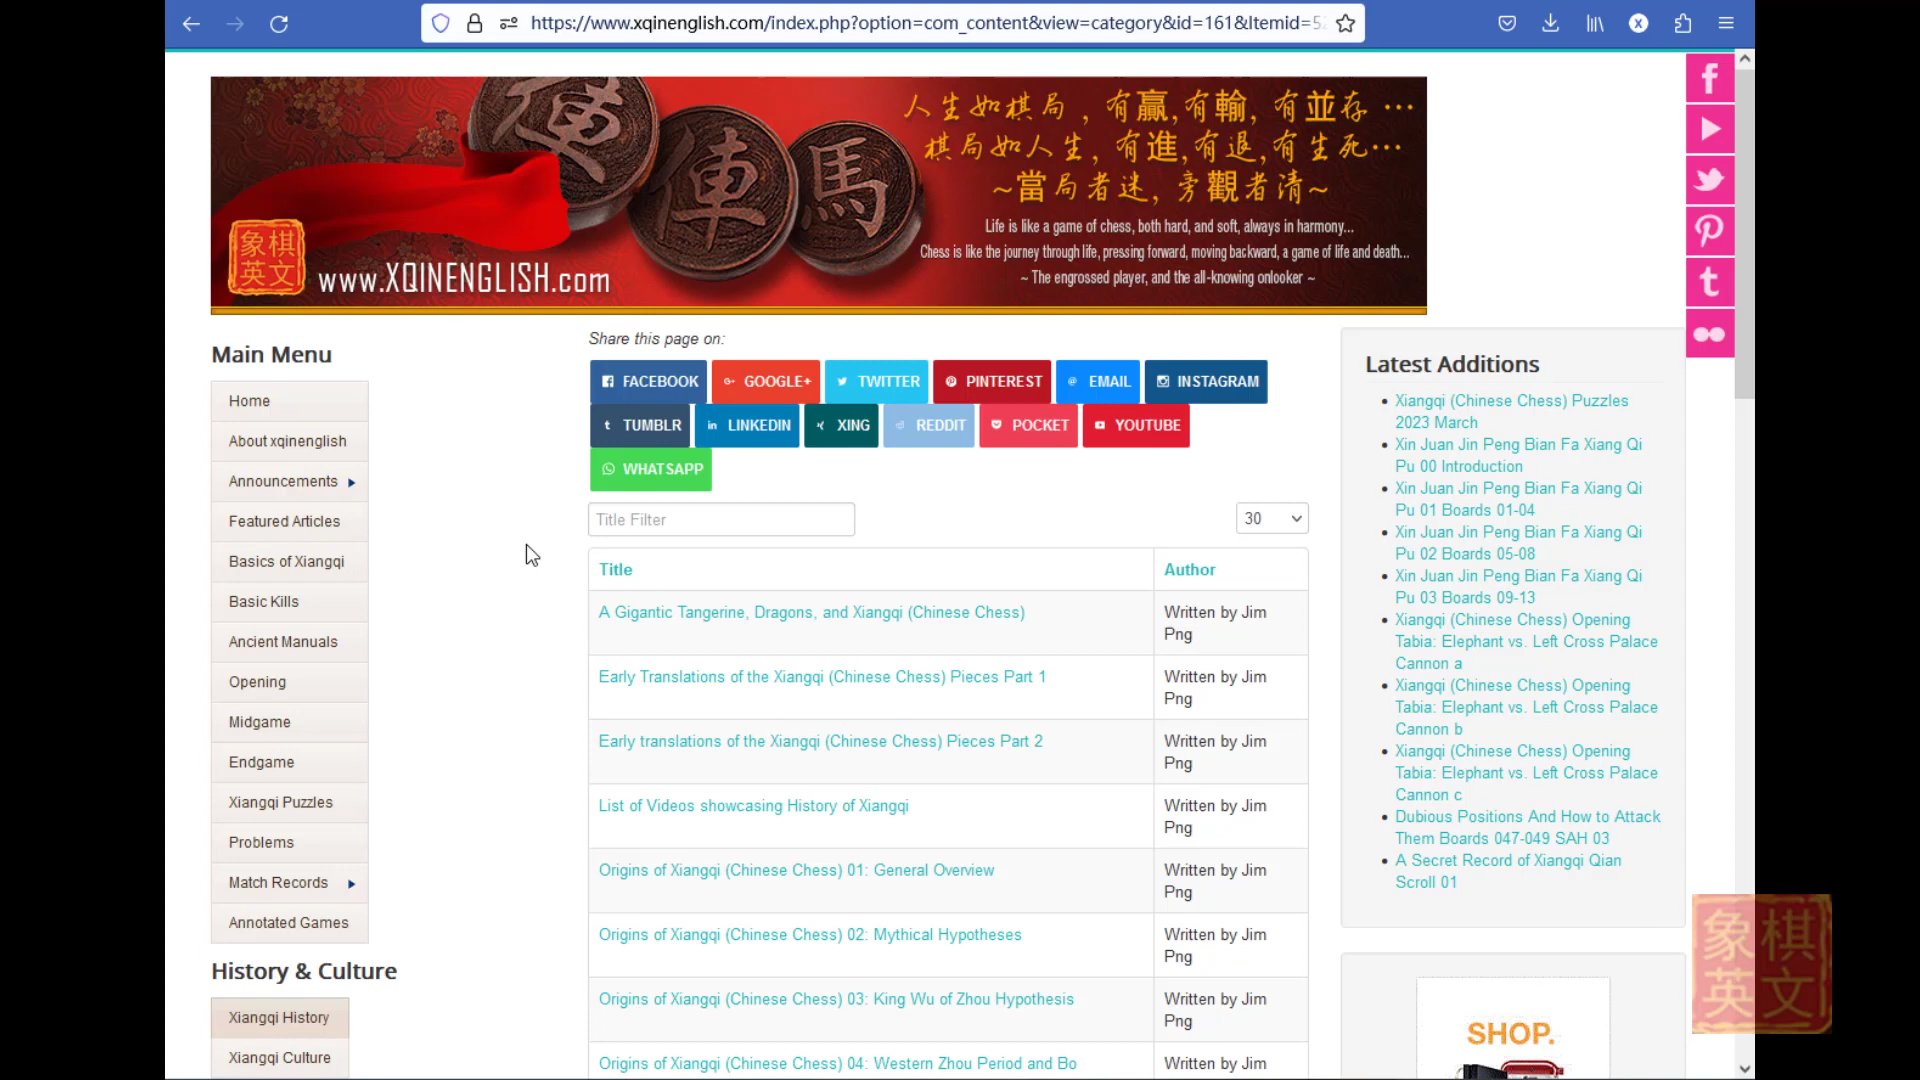 https://www.xqinenglish.com/index.php?option=com_content&view=category&id=161&Itemid=5
人生如棋局，有贏,有輸，有並存…
棋局如人生，有進,有退,有生死…
~當局者迷，旁觀者清~
Life is like a game of chess, both hard, and soft, always in harmony...
Chess is like the journey through life, pressing forward, moving backward, a game of life and death...
~ The engrossed player, and the all-knowing onlooker ~
傌
象棋
英文
www.XQINENGLISH.com
俥
馬
Main Menu
Home
About xqinenglish
Announcements
Featured Articles
Basics of Xiangqi
Basic Kills
Ancient Manuals
Opening
Midgame
Endgame
Xiangqi Puzzles
Problems
Match Records
Annotated Games
History & Culture
Xiangqi History
Xiangqi Culture
Share this page on:
FACEBOOK GOOGLE+ TWITTER PINTEREST EMAIL INSTAGRAM
TUMBLR LINKEDIN XING REDDIT POCKET YOUTUBE
WHATSAPP
Title Filter
30
Title Author
A Gigantic Tangerine, Dragons, and Xiangqi (Chinese Chess) Written by Jim
Png
Early Translations of the Xiangqi (Chinese Chess) Pieces Part 1 Written by Jim
Png
Early translations of the Xiangqi (Chinese Chess) Pieces Part 2 Written by Jim
Png
List of Videos showcasing History of Xiangqi Written by Jim
Png
Origins of Xiangqi (Chinese Chess) 01: General Overview Written by Jim
Png
Origins of Xiangqi (Chinese Chess) 02: Mythical Hypotheses Written by Jim
Png
Origins of Xiangqi (Chinese Chess) 03: King Wu of Zhou Hypothesis Written by Jim
Png
Origins of Xiangqi (Chinese Chess) 04: Western Zhou Period and Bo Written by Jim
Latest Additions
Xiangqi (Chinese Chess) Puzzles
2023 March
Xin Juan Jin Peng Bian Fa Xiang Qi
Pu 00 Introduction
Xin Juan Jin Peng Bian Fa Xiang Qi
Pu 01 Boards 01-04
Xin Juan Jin Peng Bian Fa Xiang Qi
Pu 02 Boards 05-08
Xin Juan Jin Peng Bian Fa Xiang Qi
Pu 03 Boards 09-13
Xiangqi (Chinese Chess) Opening
Tabia: Elephant vs. Left Cross Palace
Cannon a
Xiangqi (Chinese Chess) Opening
Tabia: Elephant vs. Left Cross Palace
Cannon b
Xiangqi (Chinese Chess) Opening
Tabia: Elephant vs. Left Cross Palace
Cannon c
Dubious Positions And How to Attack
Them Boards 047-049 SAH 03
A Secret Record of Xiangqi Qian
Scroll 01
SHOP.
象棋
英文